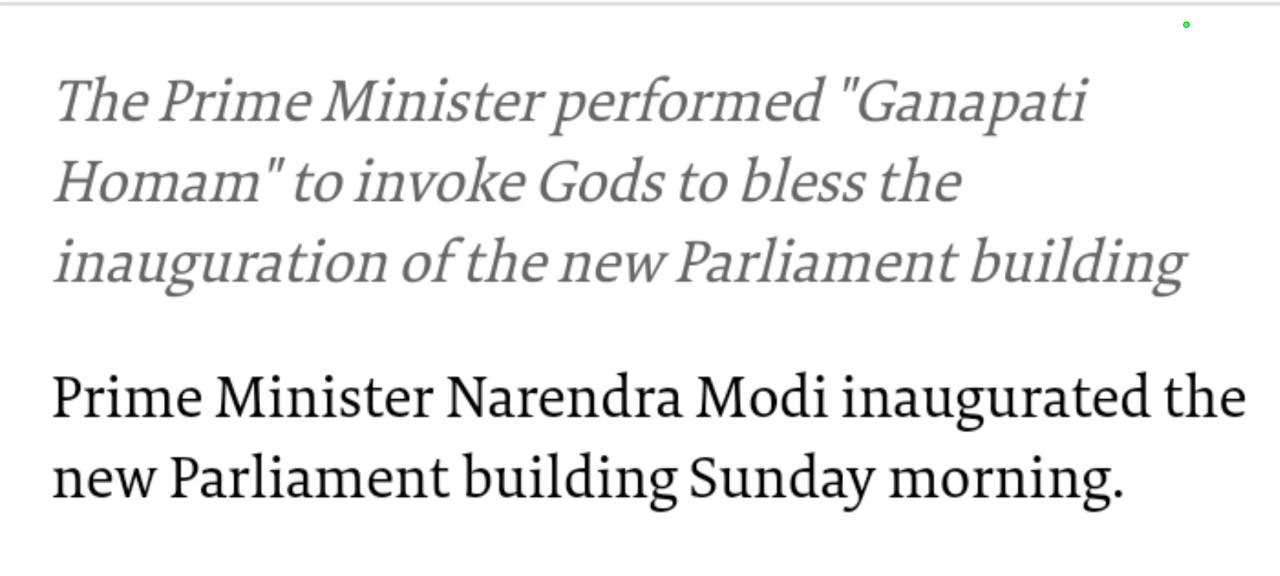 The Prime Minister performed "Ganapati
Homam" to invoke Gods to bless the
inauguration of the new Parliament building
Prime Minister Narendra Modi inaugurated the
new Parliament building Sunday morning.